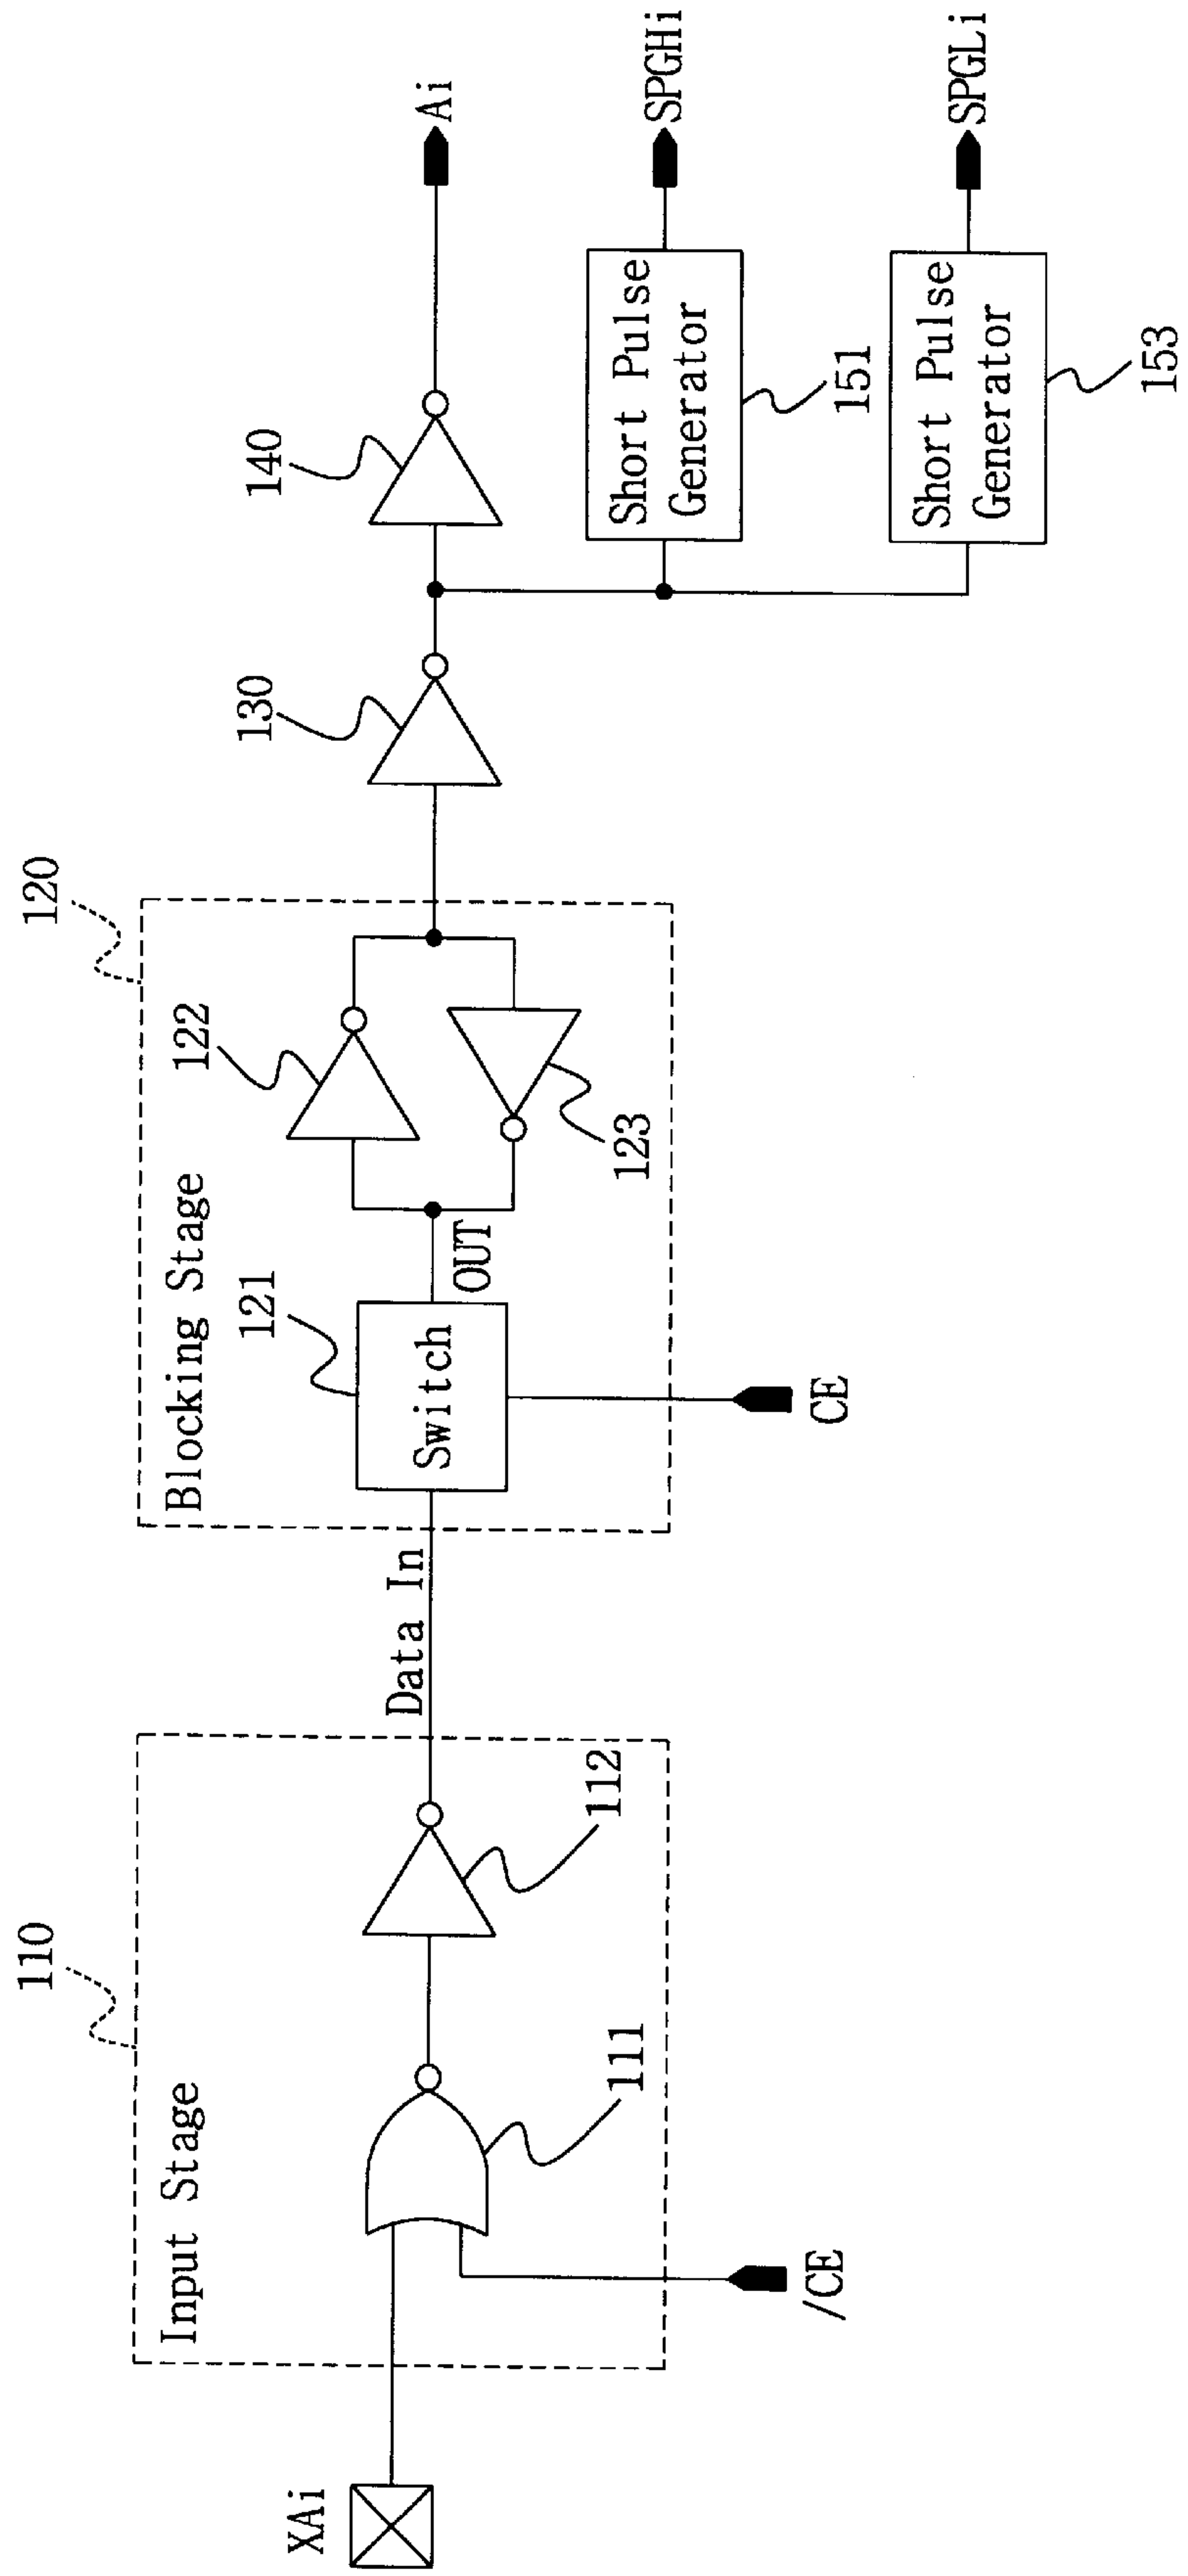 110
Input Stage
XAi
111
112
/CE
Data In
120
Blocking Stage
121
Switch
OUT
CE
122
123
130
140
Ai
Short Pulse
Generator
151
SPGHi
Short Pulse
Generator
153
SPGLi